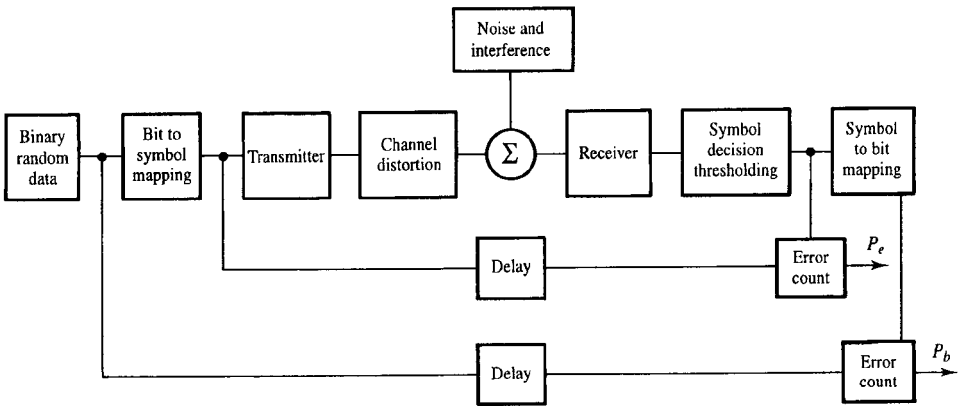 Noise and
interference
Binary
random
data
Bit to
symbol
mapping
Transmitter
Channel
distortion
Σ
Receiver
Symbol
decision
thresholding
Symbol
to bit
mapping
Delay
Error
count
P_e
Delay
Error
count
P_b